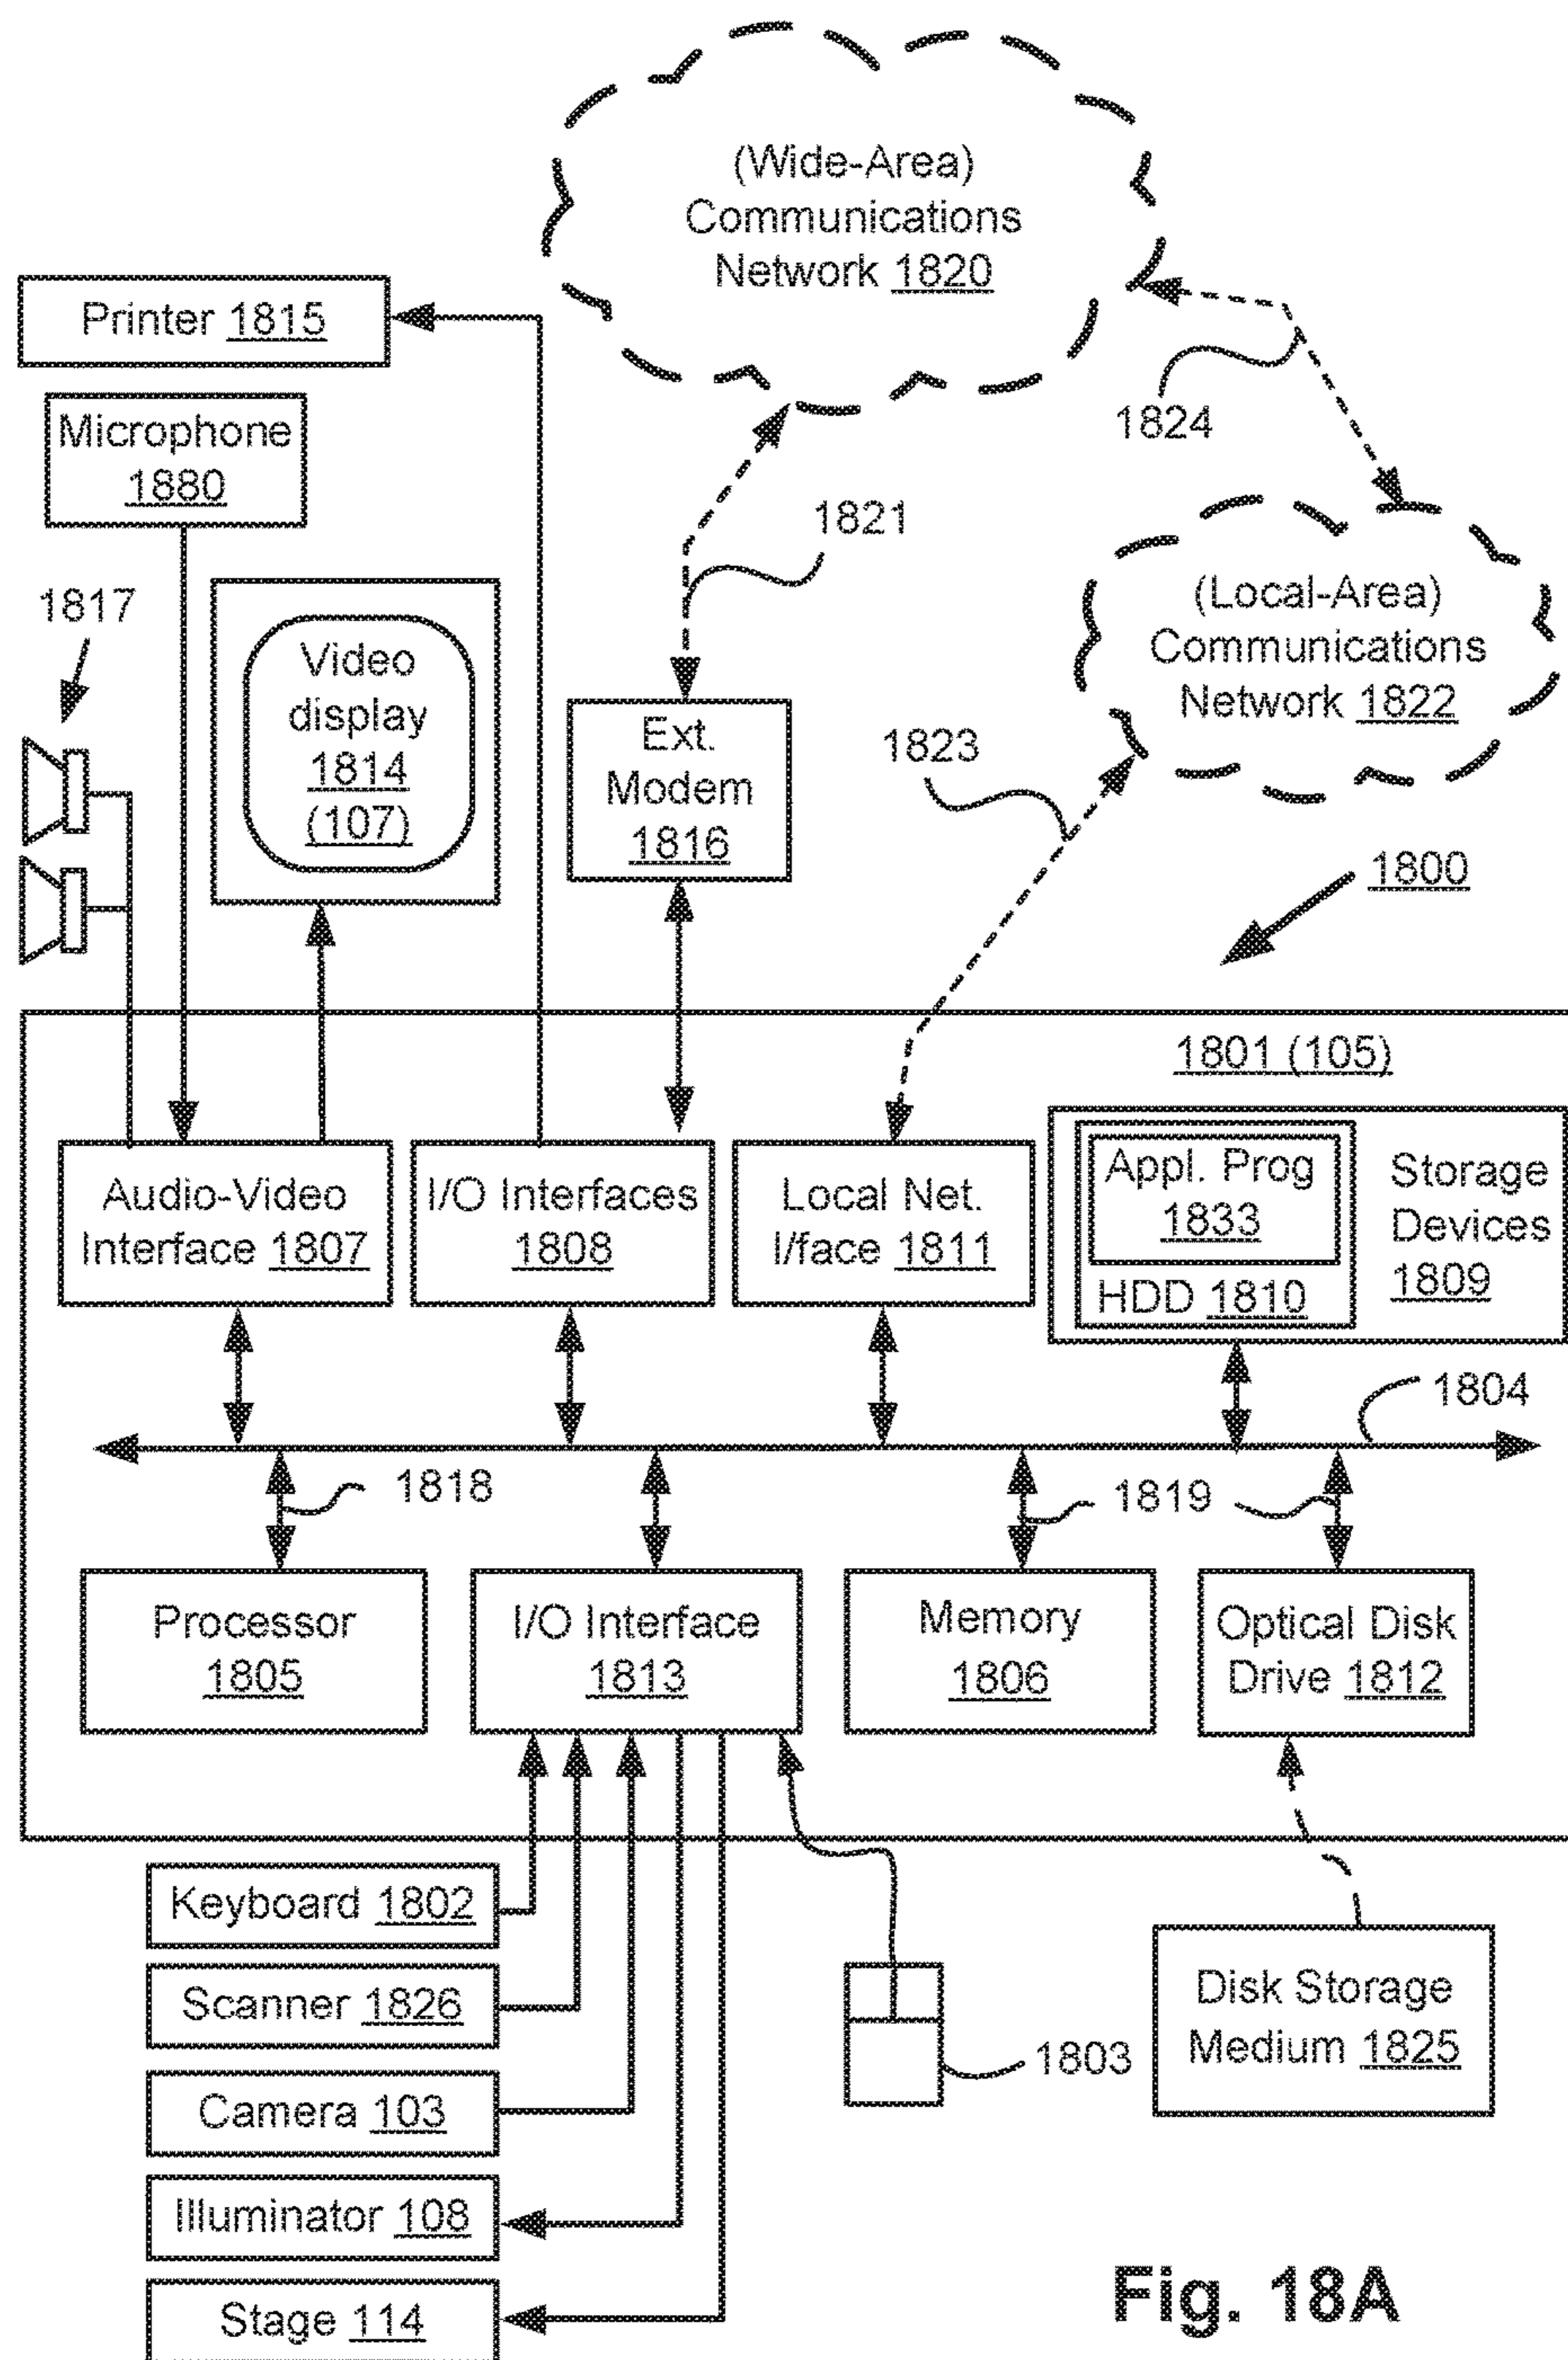 (Wide-Area)
Communications
Network 1820
Printer 1815
1824
Microphone
1880
1821
1817
(Local-Area)
Communications
Network 1822
Video
display
1814
(107)
Ext.
Modem
1816
1823
1800
1801 (105)
Audio-Video
Interface 1807
I/O Interfaces
1808
Local Net.
I/face 1811
Appl. Prog
1833
HDD 1810
Storage
Devices
1809
1804
1818
1819
Processor
1805
I/O Interface
1813
Memory
1806
Optical Disk
Drive 1812
Keyboard 1802
Scanner 1826
Camera 103
Illuminator 108
Stage 114
1803
Disk Storage
Medium 1825
Fig. 18A